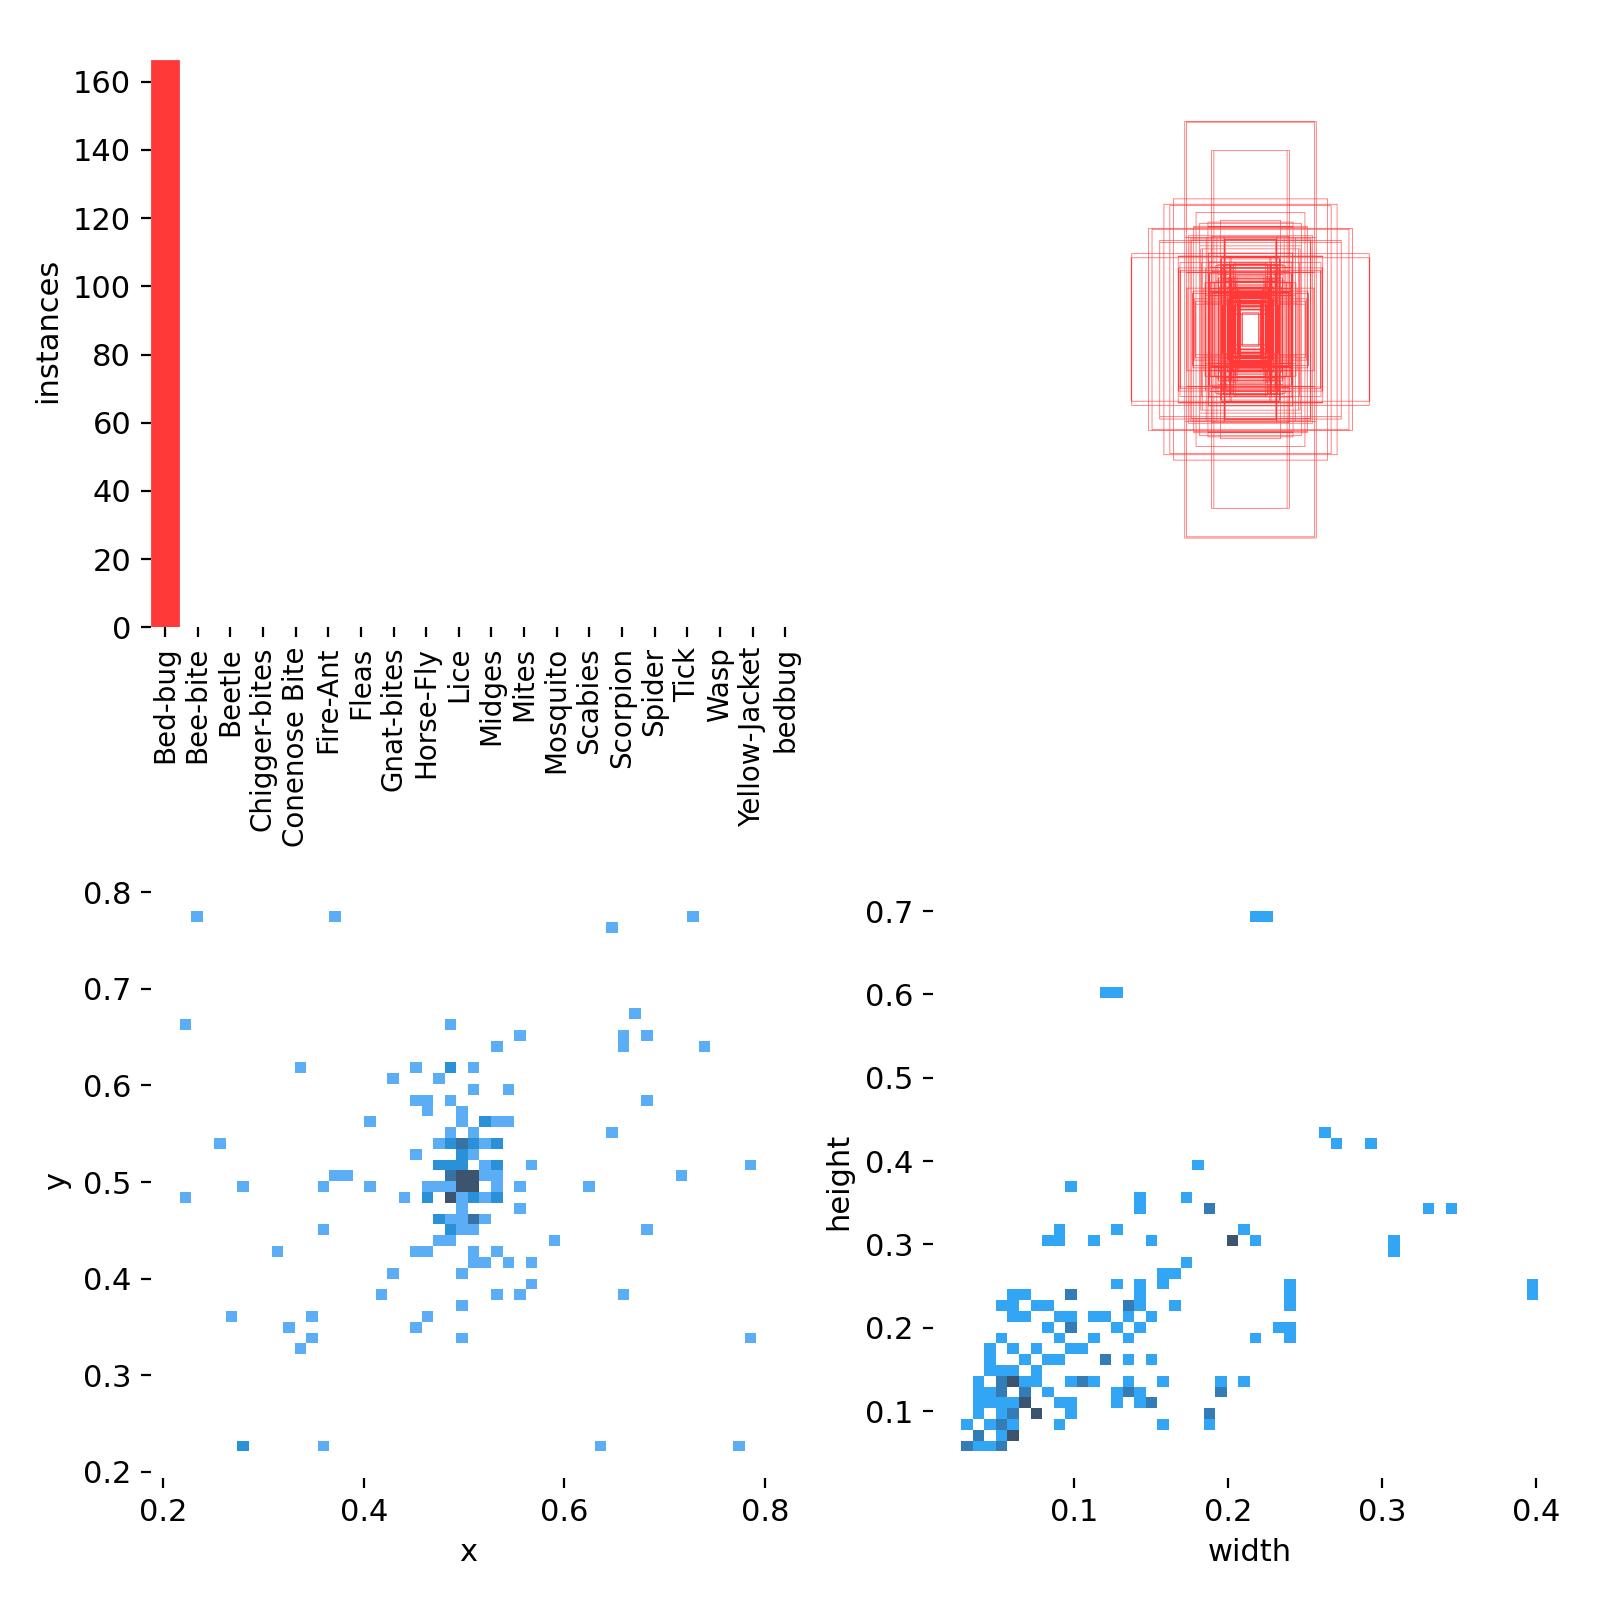 160
140
120
100
80
60
40
20
0
instances
Bed-bug
Bee-bite
Beetle
Chigger-bites
Conenose Bite
Fire-Ant
Fleas
Gnat-bites
Horse-Fly
Lice
Midges
Mites
Mosquito
Scabies
Scorpion
Spider
Tick
Wasp
Yellow-Jacket
bedbug
0.8
0.7
0.6
0.5
0.4
0.3
0.2
y
0.2 0.4 0.6 0.8
x
0.7
0.6
0.5
0.4
0.3
0.2
0.1
height
0.1 0.2 0.3 0.4
width